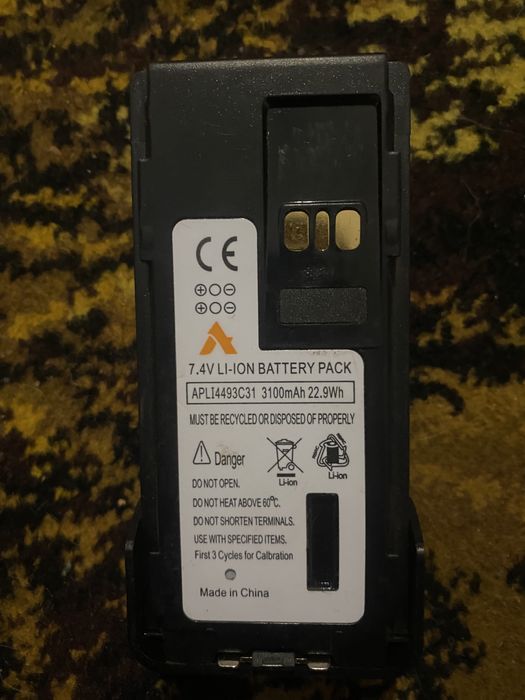 CE
7.4V LI-ION BATTERY PACK
APLI4493C31 3100mAh 22.9Wh
MUST BE RECYCLED OR DISPOSED OF PROPERLY
Danger
Li-ion
Li-ion
DO NOT OPEN.
DO NOT HEAT ABOVE 60℃.
DO NOT SHORTEN TERMINALS.
USE WITH SPECIFIED ITEMS.
First 3 Cycles for Calbration
Made in China